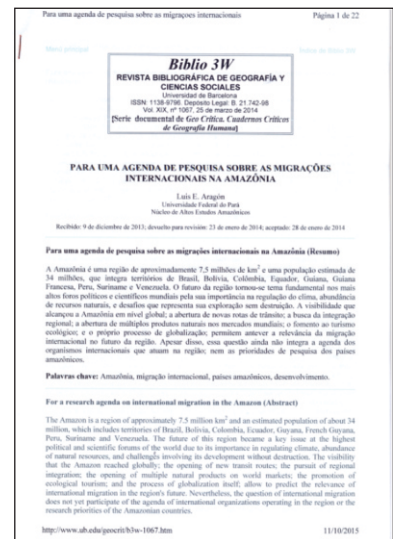 Para uma agenda de pesquisa sobre as migraçoes internacionais
Página 1 de 22
Menu principal
Índice de Biblio 3W
Biblio 3W
REVISTA BIBLIOGRÁFICA DE GEOGRAFÍA Y
CIENCIAS SOCIALES
Universidad de Barcelona
ISSN: 1138-9796. Depósito Legal: B. 21.742-98
Vol. XIX, nº 1067, 25 de marzo de 2014
[Serie documental de Geo Crítica. Cuadernos Críticos
de Geografía Humana]
PARA UMA AGENDA DE PESQUISA SOBRE AS MIGRAÇÕES
INTERNACIONAIS NA AMAZÔNIA
Luis E. Aragón
Universidade Federal do Pará
Núcleo de Altos Estudos Amazônicos
Recibido: 9 de diciembre de 2013; devuelto para revisión: 23 de enero de 2014; aceptado: 28 de enero de 2014
Para uma agenda de pesquisa sobre as migrações internacionais na Amazônia (Resumo)
A Amazônia é uma região de aproximadamente 7,5 milhões de km² e uma população estimada de
34 milhões, que integra territórios de Brasil, Bolívia, Colômbia, Equador, Guiana, Guiana
Francesa, Peru, Suriname e Venezuela. O futuro da região tornou-se tema fundamental nos mais
altos foros políticos e científicos mundiais pela sua importância na regulação do clima, abundância
de recursos naturais, e desafios que representa sua exploração sem destruição. A visibilidade que
alcançou a Amazônia em nível global; a abertura de novas rotas de trânsito; a busca da integração
regional; a abertura de múltiplos produtos naturais nos mercados mundiais; o fomento ao turismo
ecológico; e o próprio processo de globalização; permitem antever a relevância da migração
internacional no futuro da região. Apesar disso, essa questão ainda não integra a agenda dos
organismos internacionais que atuam na região; nem as prioridades de pesquisa dos países
amazônicos.
Palavras chave: Amazônia, migração internacional, países amazônicos, desenvolvimento.
For a research agenda on international migration in the Amazon (Abstract)
The Amazon is a region of approximately 7.5 million km² and an estimated population of about 34
million, which includes territories of Brazil, Bolivia, Colombia, Ecuador, Guyana, French Guyana,
Peru, Suriname and Venezuela. The future of this region became a key issue at the highest
political and scientific forums of the world due to its importance in regulating climate, abundance
of natural resources, and challenges involving its development without destruction. The visibility
that the Amazon reached globally; the opening of new transit routes; the pursuit of regional
integration; the opening of multiple natural products on world markets; the promotion of
ecological tourism; and the process of globalization itself; allow to predict the relevance of
international migration in the region's future. Nevertheless, the question of international migration
does not yet participate of the agenda of international organizations operating in the region or the
research priorities of the Amazonian countries.
http://www.ub.edu/geocrit/b3w-1067.htm
11/10/2015